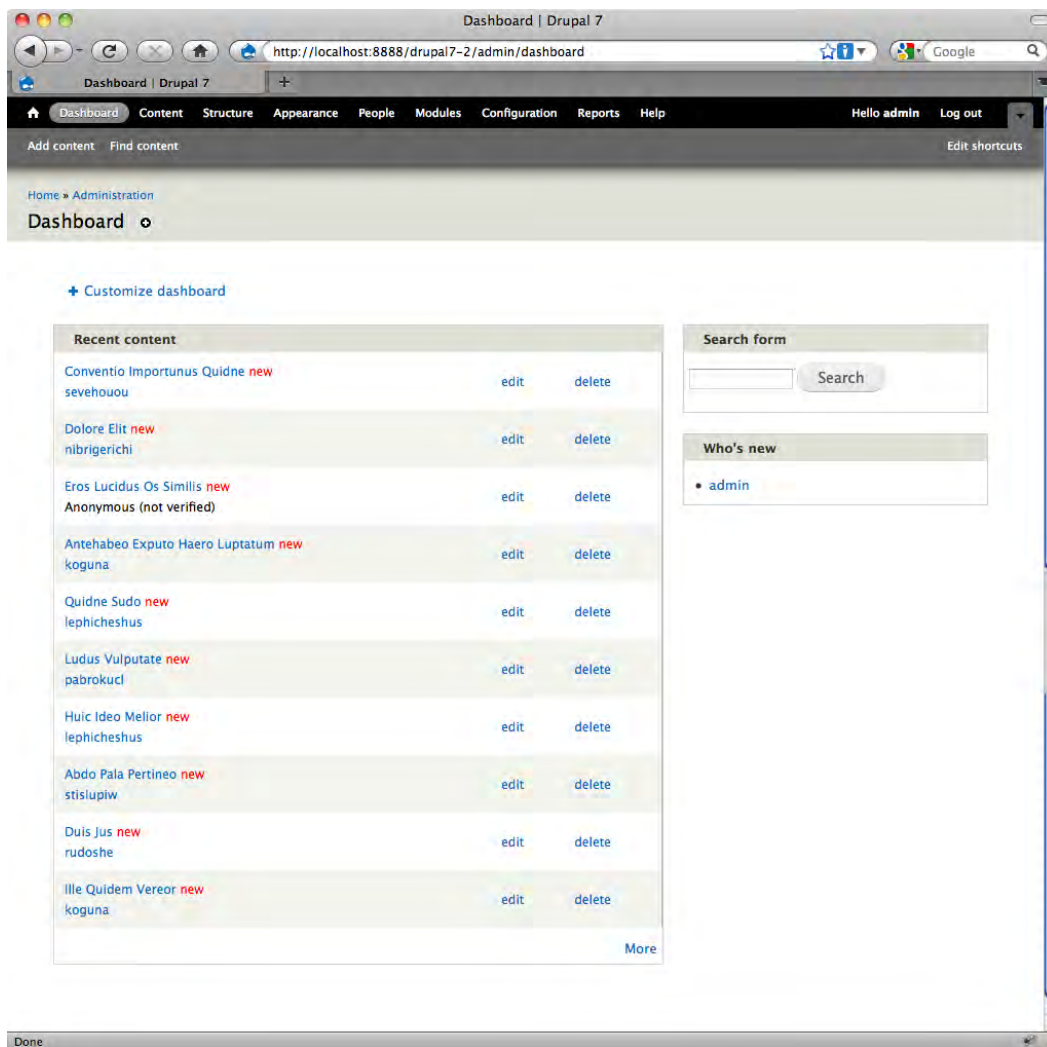 Dashboard | Drupal 7
http://localhost:8888/drupal7-2/admin/dashboard
Google
Dashboard | Drupal 7
Dashboard Content Structure Appearance People Modules Configuration Reports Help Hello admin Log out
Add content Find content Edit shortcuts
Home » Administration
Dashboard
Customize dashboard
Recent content
Conventio Importunus Quidne new
sevehouou
edit delete
Dolore Elit new
nibrigerichi
edit delete
Eros Lucidus Os Similis new
Anonymous (not verified)
edit delete
Antehabeo Exputo Haero Luptatum new
koguna
edit delete
Quidne Sudo new
lephicheshus
edit delete
Ludus Vulputate new
pabrokucl
edit delete
Huic Ideo Melior new
lephicheshus
edit delete
Abdo Pala Pertineo new
stislupiw
edit delete
Duis Jus new
rudoshe
edit delete
Ille Quidem Vereor new
koguna
edit delete
More
Search form
Search
Who's new
• admin
Done